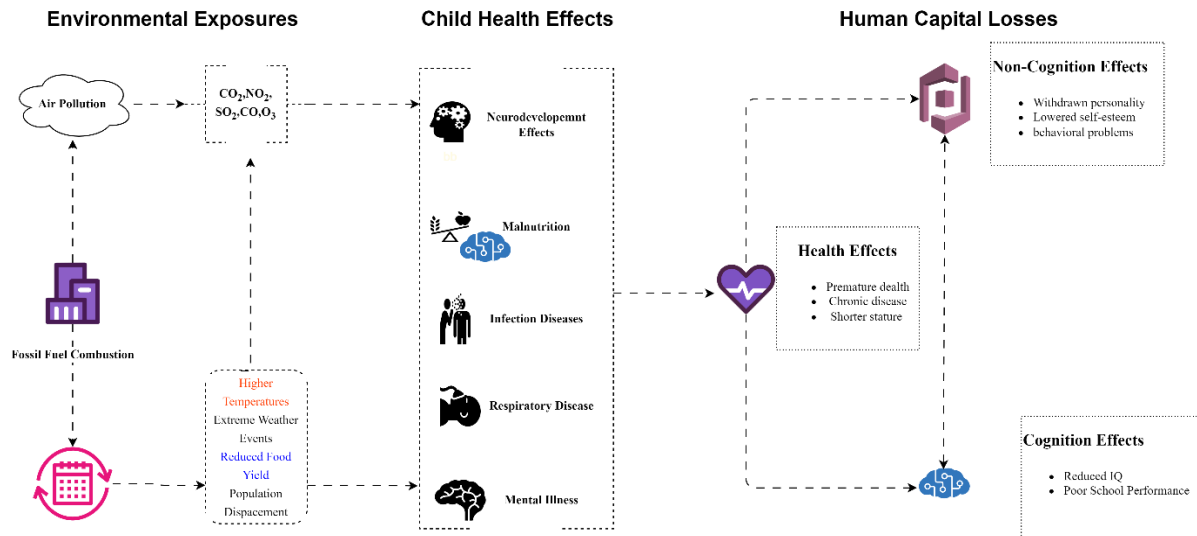 Environmental Exposures
Child Health Effects
Human Capital Losses
Air Pollution
CO2,NO2,
SO2,CO,O3
Fossil Fuel Combustion
Higher
Temperatures
Extreme Weather
Events
Reduced Food
Yield
Population
Dispacement
Neurodevelopemnt
Effects
Malnutrition
Infection Diseases
Respiratory Disease
Mental Illness
Health Effects
• Premature dealth
• Chronic disease
• Shorter stature
Non-Cognition Effects
• Withdrawn personality
• Lowered self-esteem
• behavioral problems
Cognition Effects
• Reduced IQ
• Poor School Performance